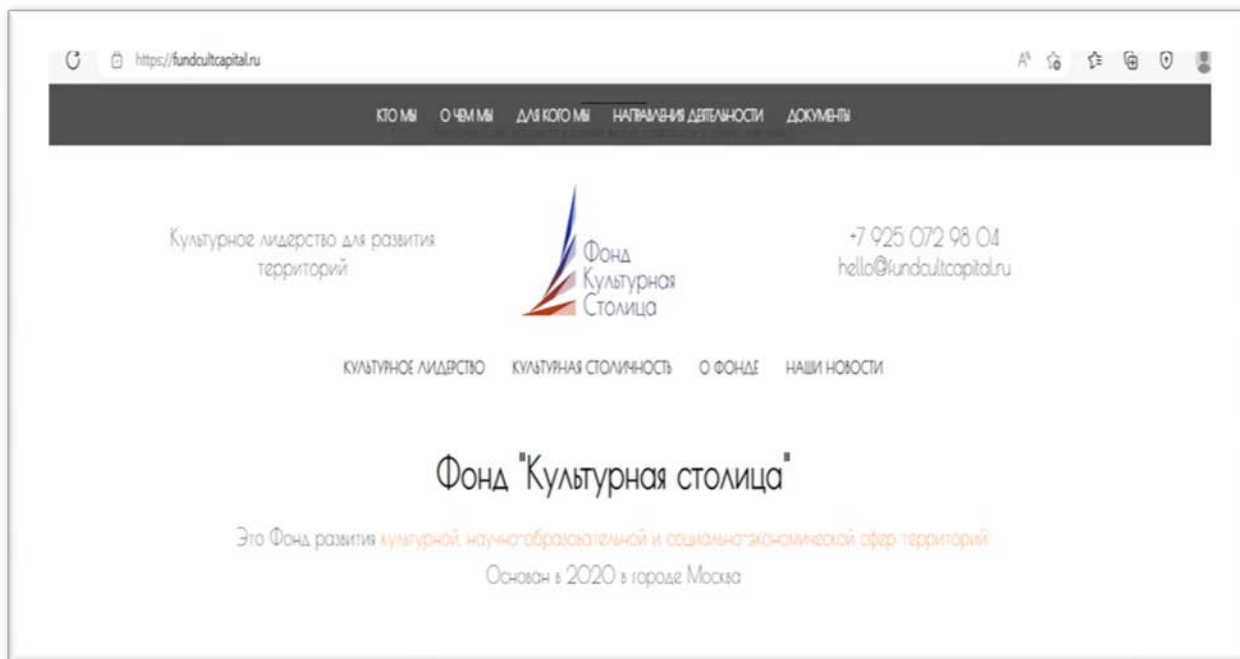 https://fundcultcapital.ru
КТО МЫ О ЧЕМ МЫ ДЛЯ КОГО МЫ НАПРАВЛЕНИЯ ДЕЯТЕЛЬНОСТИ ДОКУМЕНТЫ
Культурное лидерство для развития
территорий
Фонд
Культурная
Столица
+7 925 072 98 04
hello@fundcultcapital.ru
КУЛЬТУРНОЕ ЛИДЕРСТВО КУЛЬТУРНАЯ СТОЛИЧНОСТЬ О ФОНДЕ НАШИ НОВОСТИ
Фонд "Культурная столица"
Это Фонд развития культурной, научно-образовательной и социально-экономической сфер территорий
Основан в 2020 в городе Москва